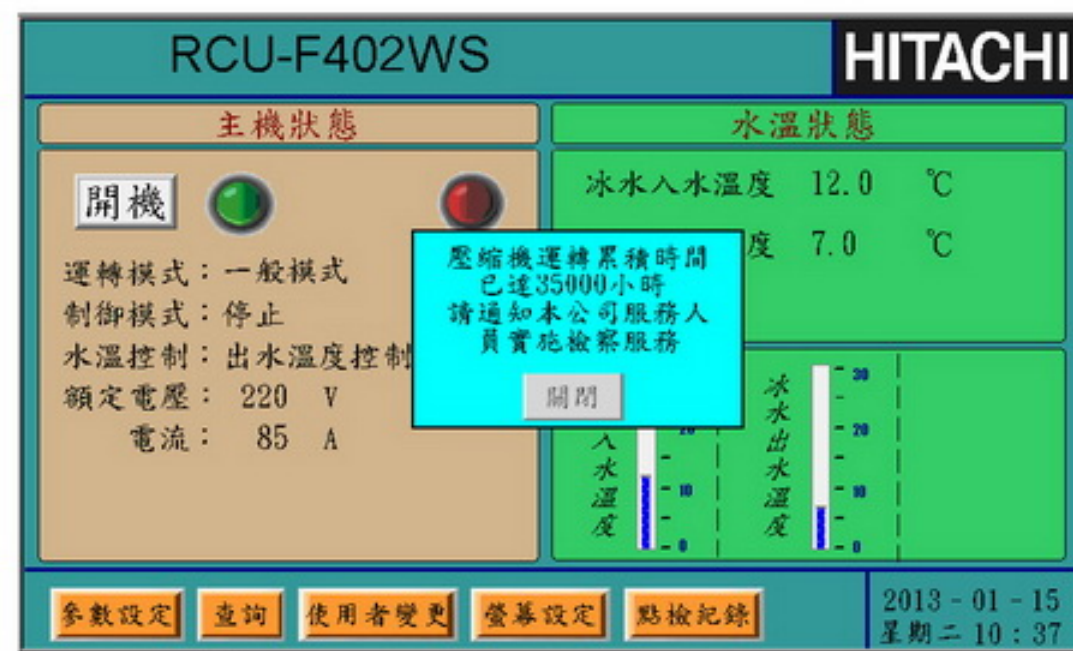 RCU-F402WS
HITACHI
主機狀態
水溫狀態
開機
冰水入水溫度 12.0 ℃
度 7.0 ℃
運轉模式：一般模式
制御模式：停止
水溫控制：出水溫度控制
額定電壓： 220 V
電流： 85 A
壓縮機運轉累積時間
已達35000小時
請通知本公司服務人
員實施檢察服務
關閉
入水溫度
20
10
0
冰水出水溫度
30
20
10
0
參數設定
查詢
使用者變更
螢幕設定
點檢紀錄
2013－01－15
星期二 10：37